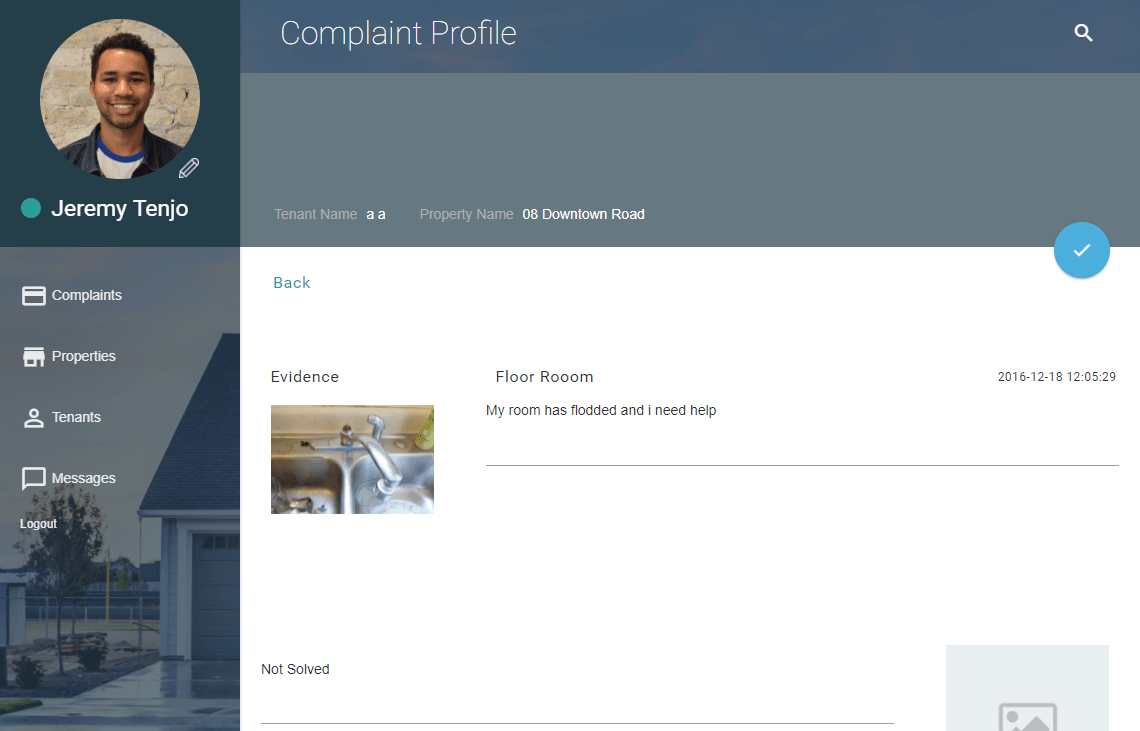 Complaint Profile
Jeremy Tenjo
Tenant Name a a Property Name 08 Downtown Road
Complaints
Properties
Tenants
Messages
Logout
Back
Evidence
Floor Rooom
2016-12-18 12:05:29
My room has flodded and i need help
Not Solved